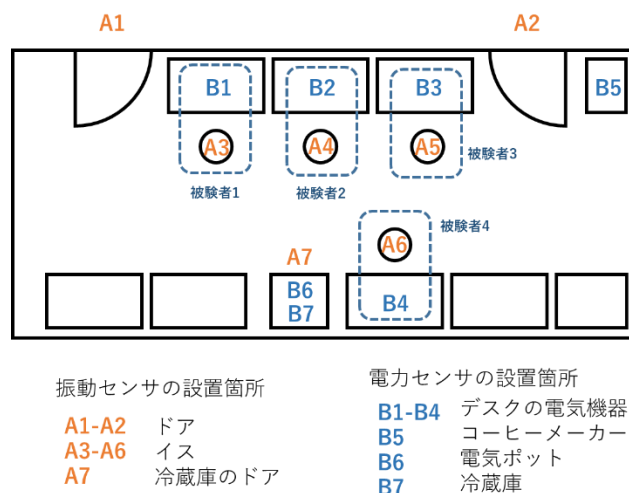 A1 A2
B1 B2 B3 B5
A3 A4 A5
被験者1 被験者2 被験者3
被験者4
A6
A7
B6
B7 B4
振動センサの設置箇所
A1-A2 ドア
A3-A6 イス
A7 冷蔵庫のドア
電力センサの設置箇所
B1-B4 デスクの電気機器
B5 コーヒーメーカー
B6 電気ポット
B7 冷蔵庫